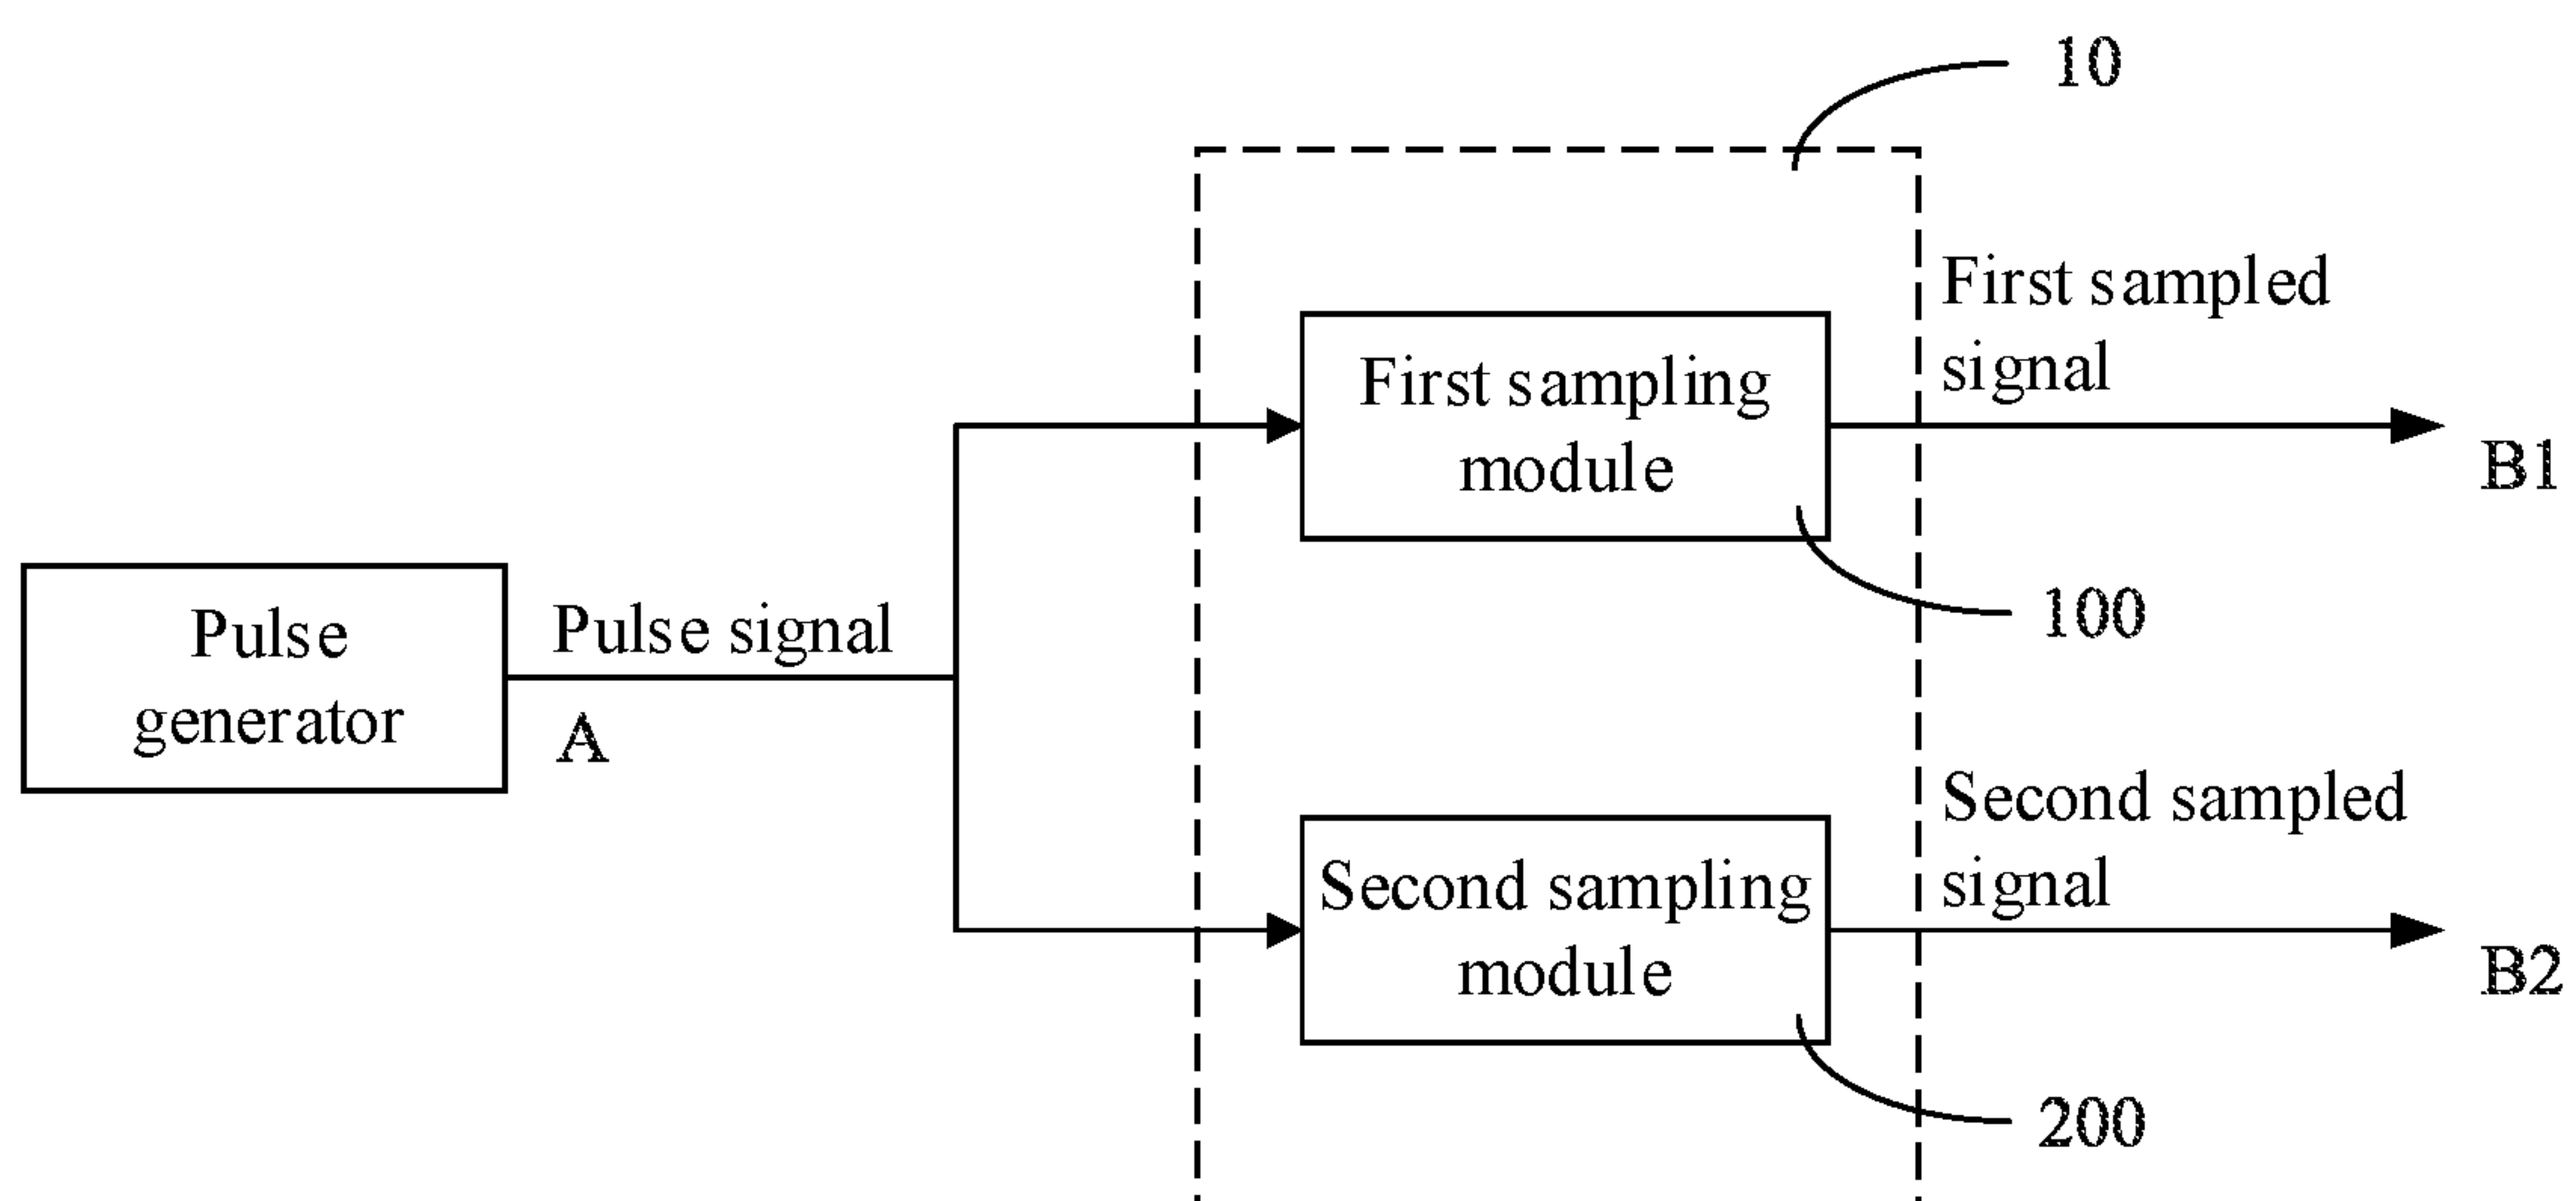 10
First sampled
signal
First sampling
module
B1
100
Pulse
generator
Pulse signal
A
Second sampled
signal
Second sampling
module
B2
200